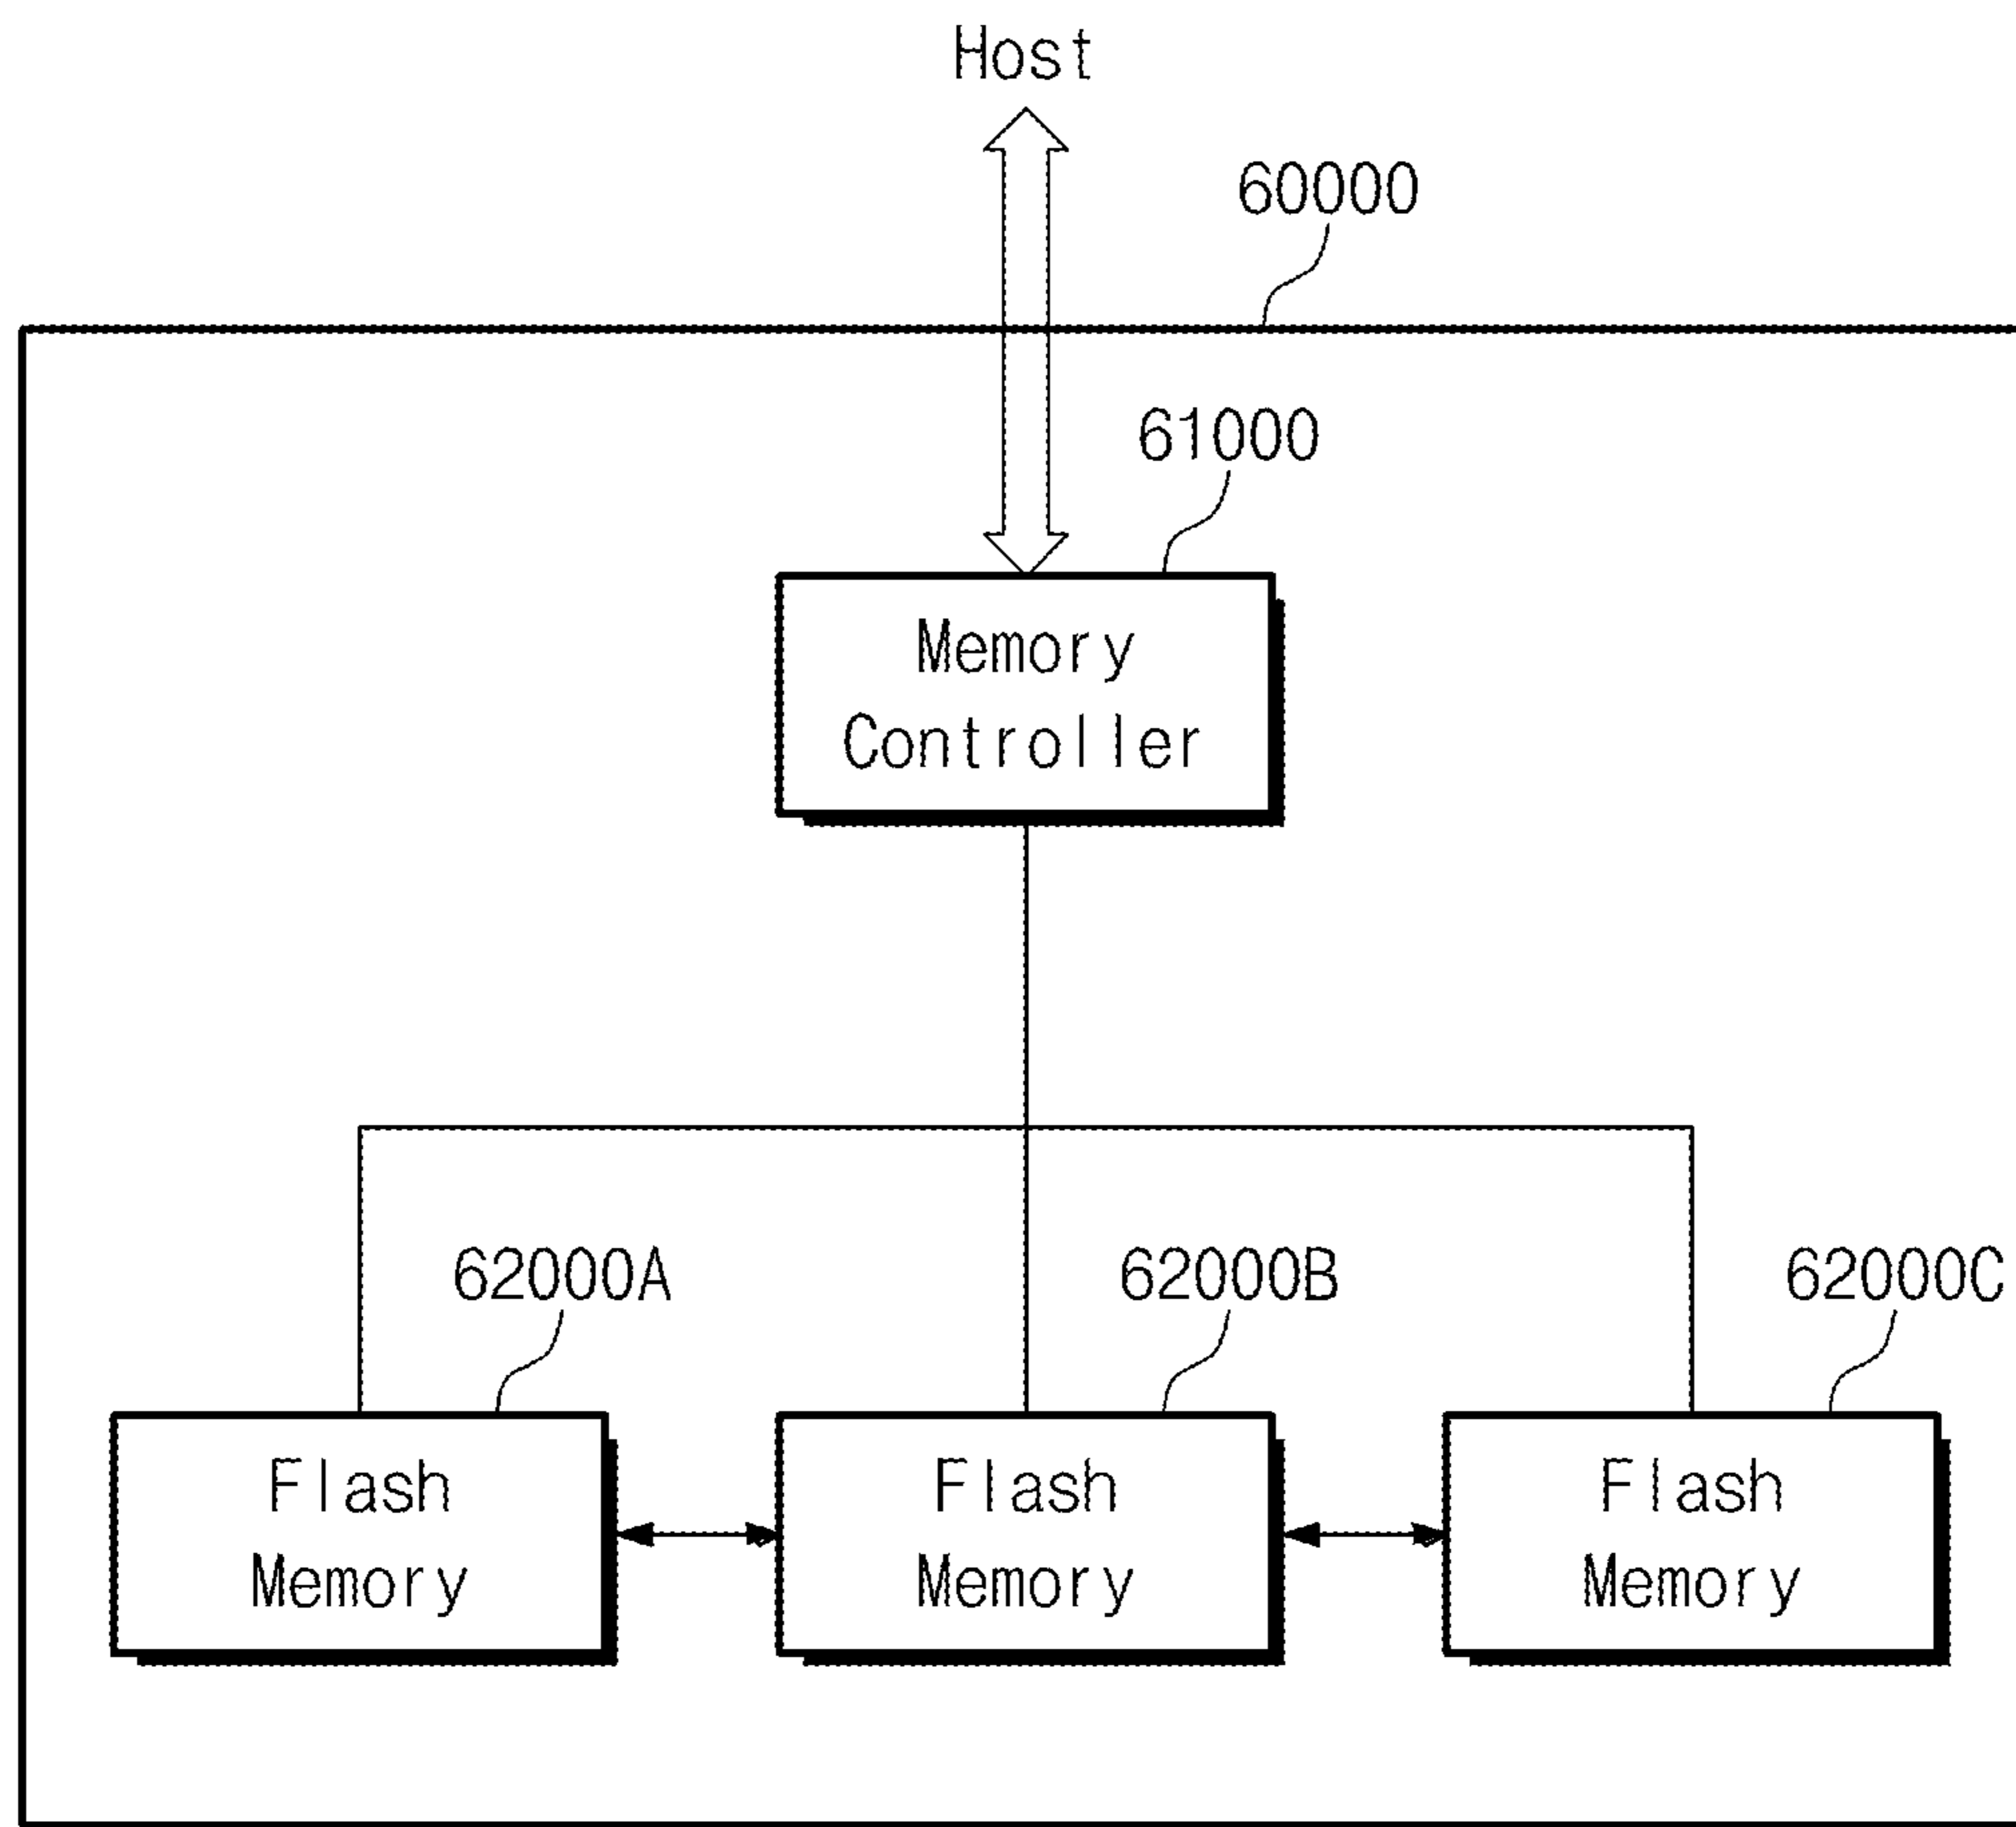 Host
60000
61000
Memory
Controller
62000A
62000B
62000C
Flash
Memory
Flash
Memory
Flash
Memory